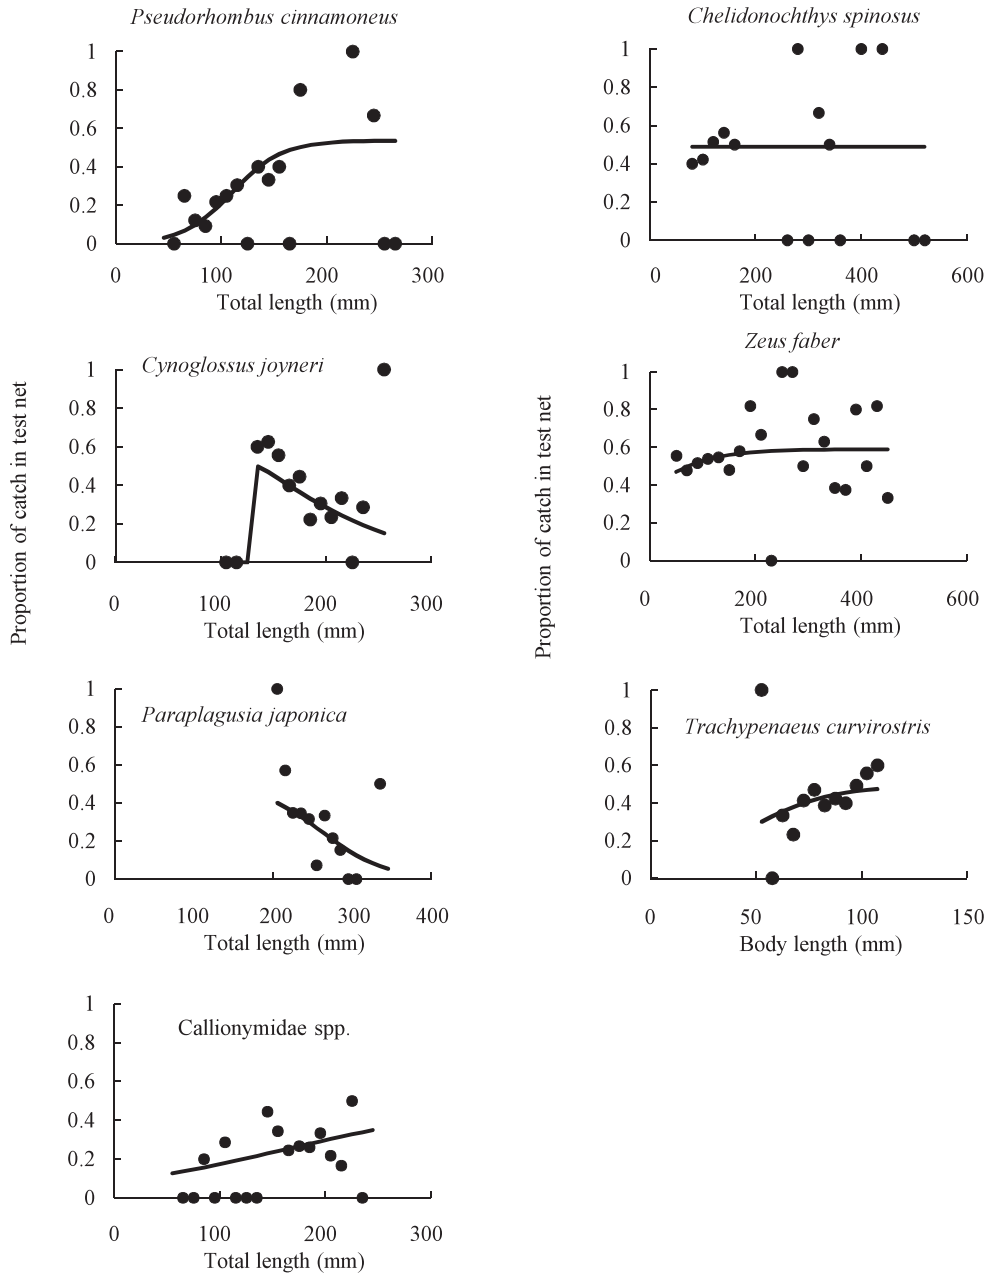 Pseudorhombus cinnamoneus
1
0.8
0.6
0.4
0.2
0
0 100 200 300
Total length (mm)
Chelidonochthys spinosus
1
0.8
0.6
0.4
0.2
0
0 200 400 600
Total length (mm)
Proportion of catch in test net
Cynoglossus joyneri
1
0.8
0.6
0.4
0.2
0
0 100 200 300
Total length (mm)
Proportion of catch in test net
Zeus faber
1
0.8
0.6
0.4
0.2
0
0 200 400 600
Total length (mm)
Paraplagusia japonica
1
0.8
0.6
0.4
0.2
0
0 100 200 300 400
Total length (mm)
Trachypenaeus curvirostris
1
0.8
0.6
0.4
0.2
0
0 50 100 150
Body length (mm)
Callionymidae spp.
1
0.8
0.6
0.4
0.2
0
0 100 200 300
Total length (mm)